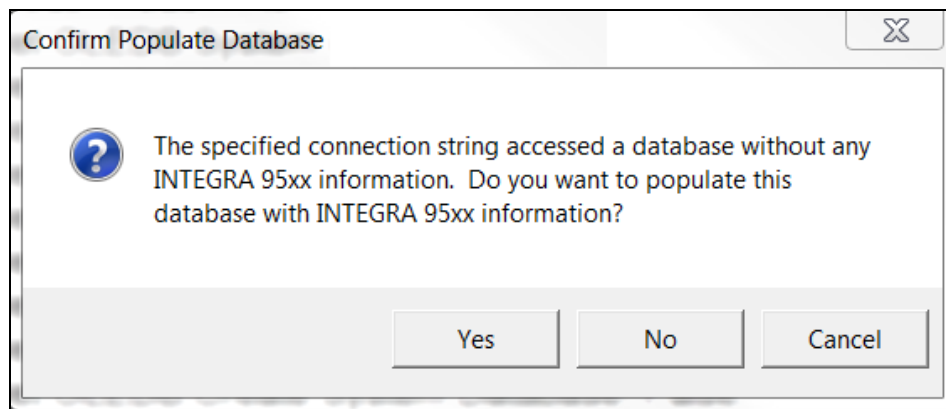 Confirm Populate Database
The specified connection string accessed a database without any
INTEGRA 95xx information.  Do you want to populate this
database with INTEGRA 95xx information?
Yes No Cancel